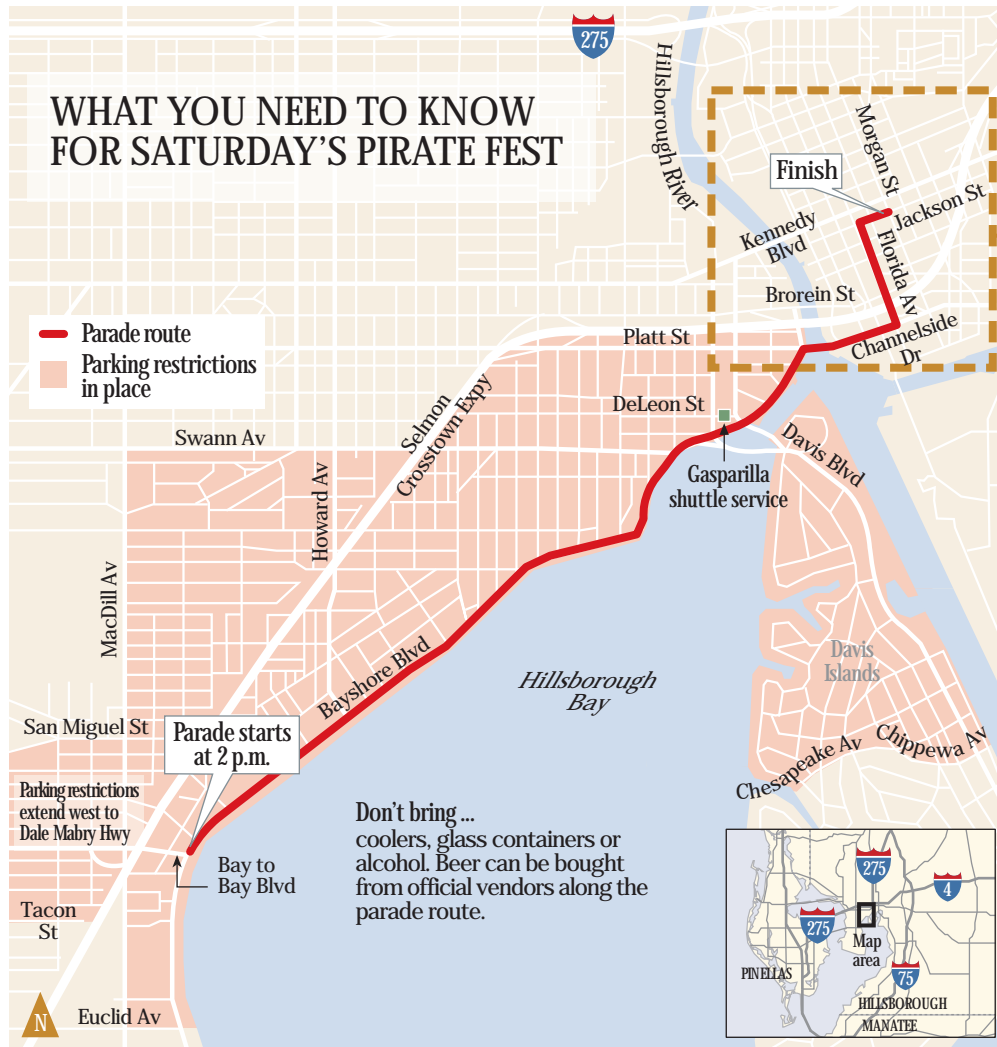 275
WHAT YOU NEED TO KNOW
FOR SATURDAY'S PIRATE FEST
Hillsborough River
Morgan St
Finish
Jackson St
Kennedy
Blvd
Florida Av
Brorein St
Channelside
Dr
Parade route
Parking restrictions
in place
Platt St
DeLeon St
Selmon
Crosstown Expy
Swann Av
Davis Blvd
Gasparilla
shuttle service
Howard Av
MacDill Av
Bayshore Blvd
Davis
Islands
Hillsborough
Bay
San Miguel St
Parade starts
at 2 p.m.
Chippewa Av
Chesapeake Av
Parking restrictions
extend west to
Dale Mabry Hwy
Don't bring ...
coolers, glass containers or
alcohol. Beer can be bought
from official vendors along the
parade route.
Bay to
Bay Blvd
Tacon
St
Euclid Av
N
275
4
275
Map
area
75
PINELLAS
HILLSBOROUGH
MANATEE